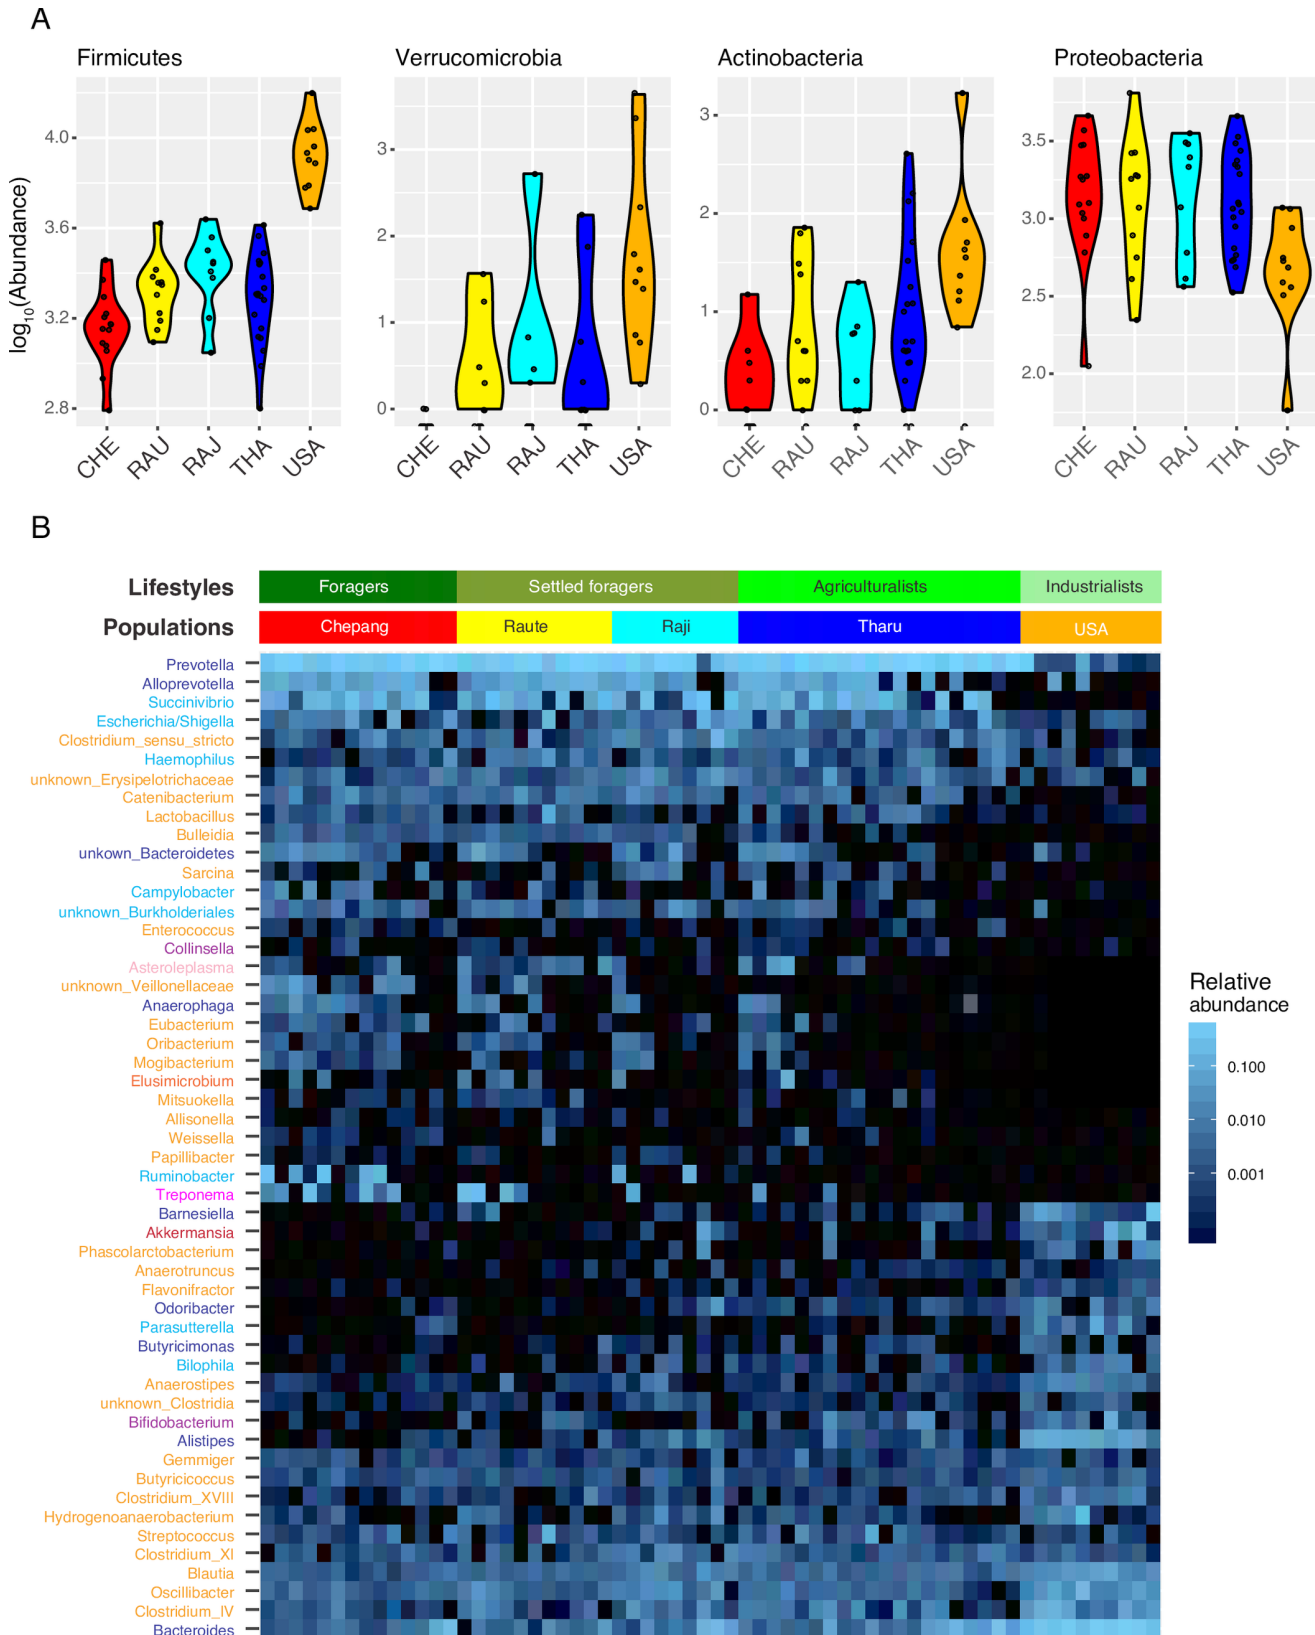 A
Firmicutes
Verrucomicrobia
Actinobacteria
Proteobacteria
log10(Abundance)
4.0
3.6
3.2
2.8
CHE
RAU
RAJ
THA
USA
3
2
1
0
CHE
RAU
RAJ
THA
USA
3
2
1
0
CHE
RAU
RAJ
THA
USA
3.5
3.0
2.5
2.0
CHE
RAU
RAJ
THA
USA
B
Lifestyles Foragers Settled foragers Agriculturalists Industrialists
Populations Chepang Raute Raji Tharu USA
Prevotella
Alloprevotella
Succinivibrio
Escherichia/Shigella
Clostridium_sensu_stricto
Haemophilus
unknown_Erysipelotrichaceae
Catenibacterium
Lactobacillus
Bulleidia
unkown_Bacteroidetes
Sarcina
Campylobacter
unknown_Burkholderiales
Enterococcus
Collinsella
Asteroleplasma
unknown_Veillonellaceae
Anaerophaga
Eubacterium
Oribacterium
Mogibacterium
Elusimicrobium
Mitsuokella
Allisonella
Weissella
Papillibacter
Ruminobacter
Treponema
Barnesiella
Akkermansia
Phascolarctobacterium
Anaerotruncus
Flavonifractor
Odoribacter
Parasutterella
Butyricimonas
Bilophila
Anaerostipes
unknown_Clostridia
Bifidobacterium
Alistipes
Gemmiger
Butyricicoccus
Clostridium_XVIII
Hydrogenoanaerobacterium
Streptococcus
Clostridium_XI
Blautia
Oscillibacter
Clostridium_IV
Bacteroides
Relative
abundance
0.100
0.010
0.001